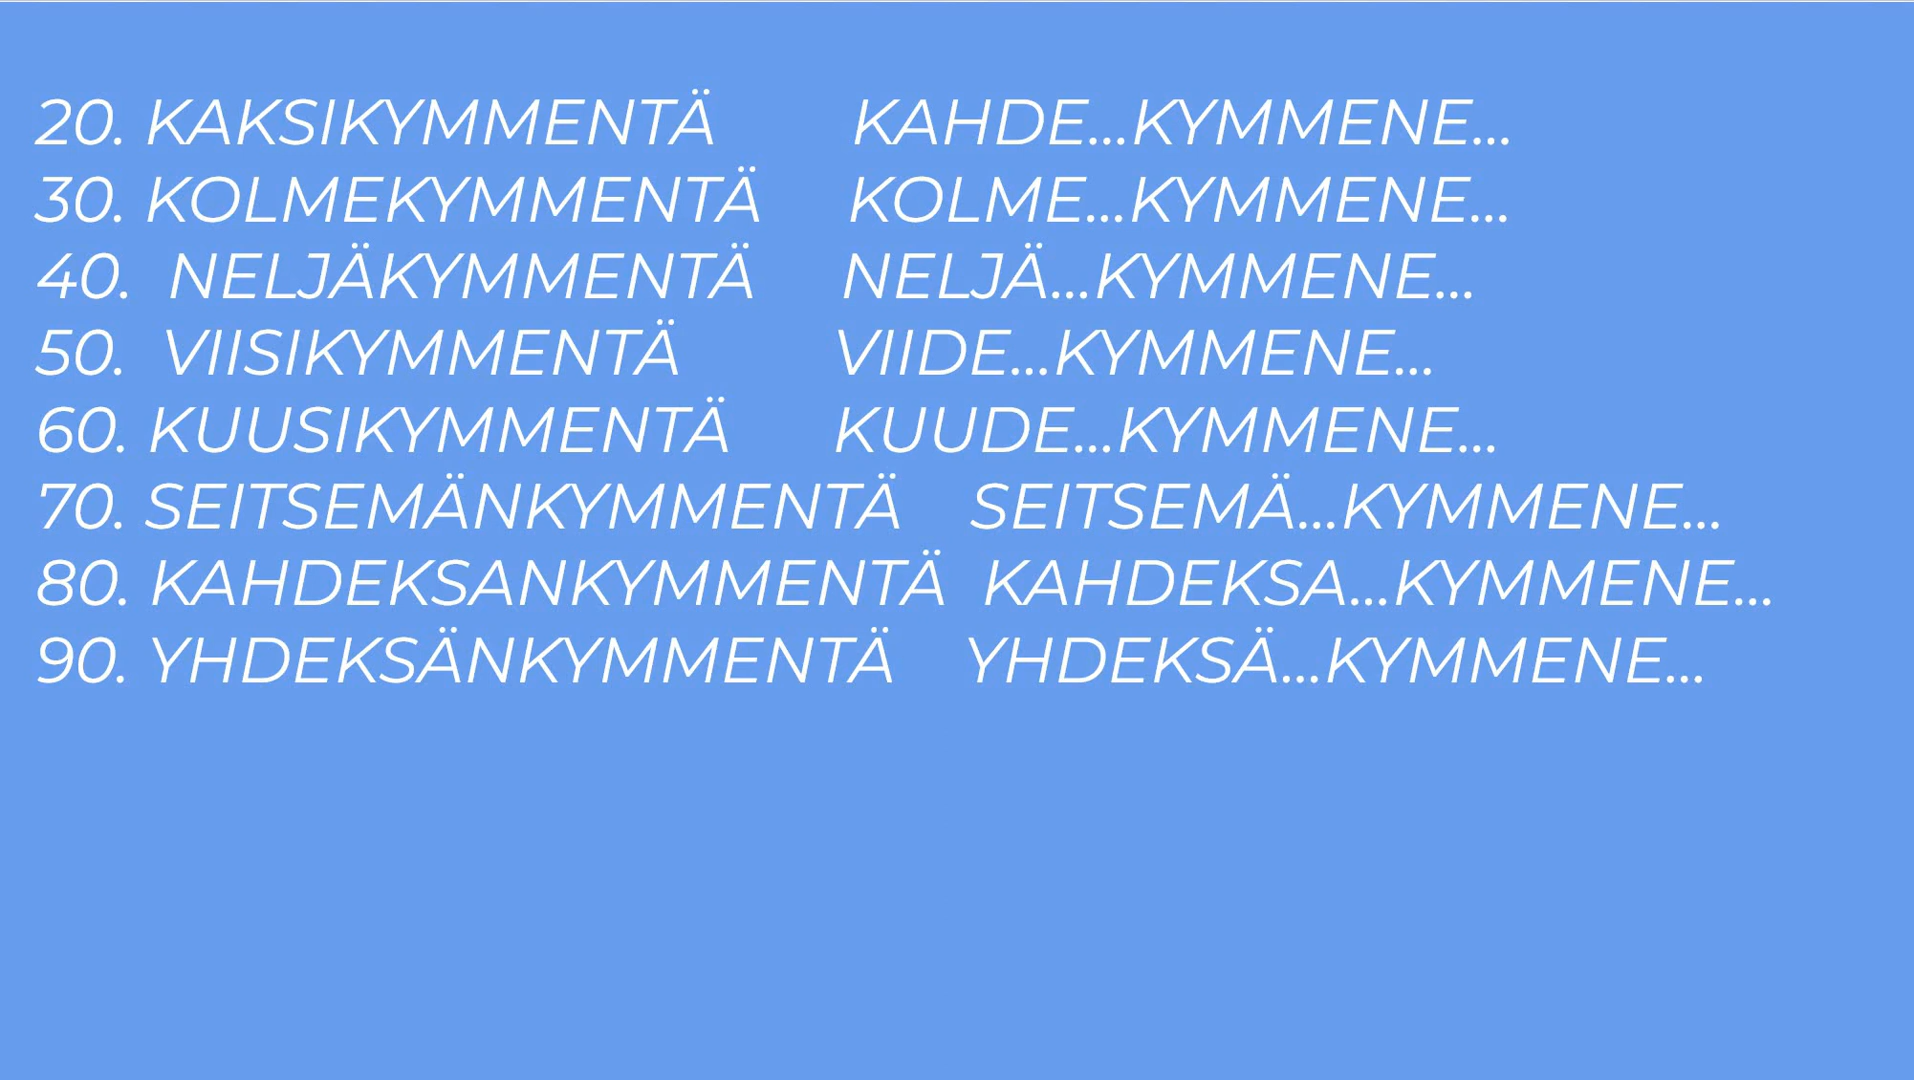 20. KAKSIKYMMENTÄ KAHDE...KYMMENE...
30. KOLMEKYMMENTÄ KOLME...KYMMENE...
40. NELJÄKYMMENTÄ NELJÄ...KYMMENE...
50. VIISIKYMMENTÄ VIIDE...KYMMENE...
60. KUUSIKYMMENTÄ KUUDE...KYMMENE...
70. SEITSEMÄNKYMMENTÄ SEITSEMÄ...KYMMENE...
80. KAHDEKSANKYMMENTÄ KAHDEKSA...KYMMENE...
90. YHDEKSÄNKYMMENTÄ YHDEKSÄ...KYMMENE...